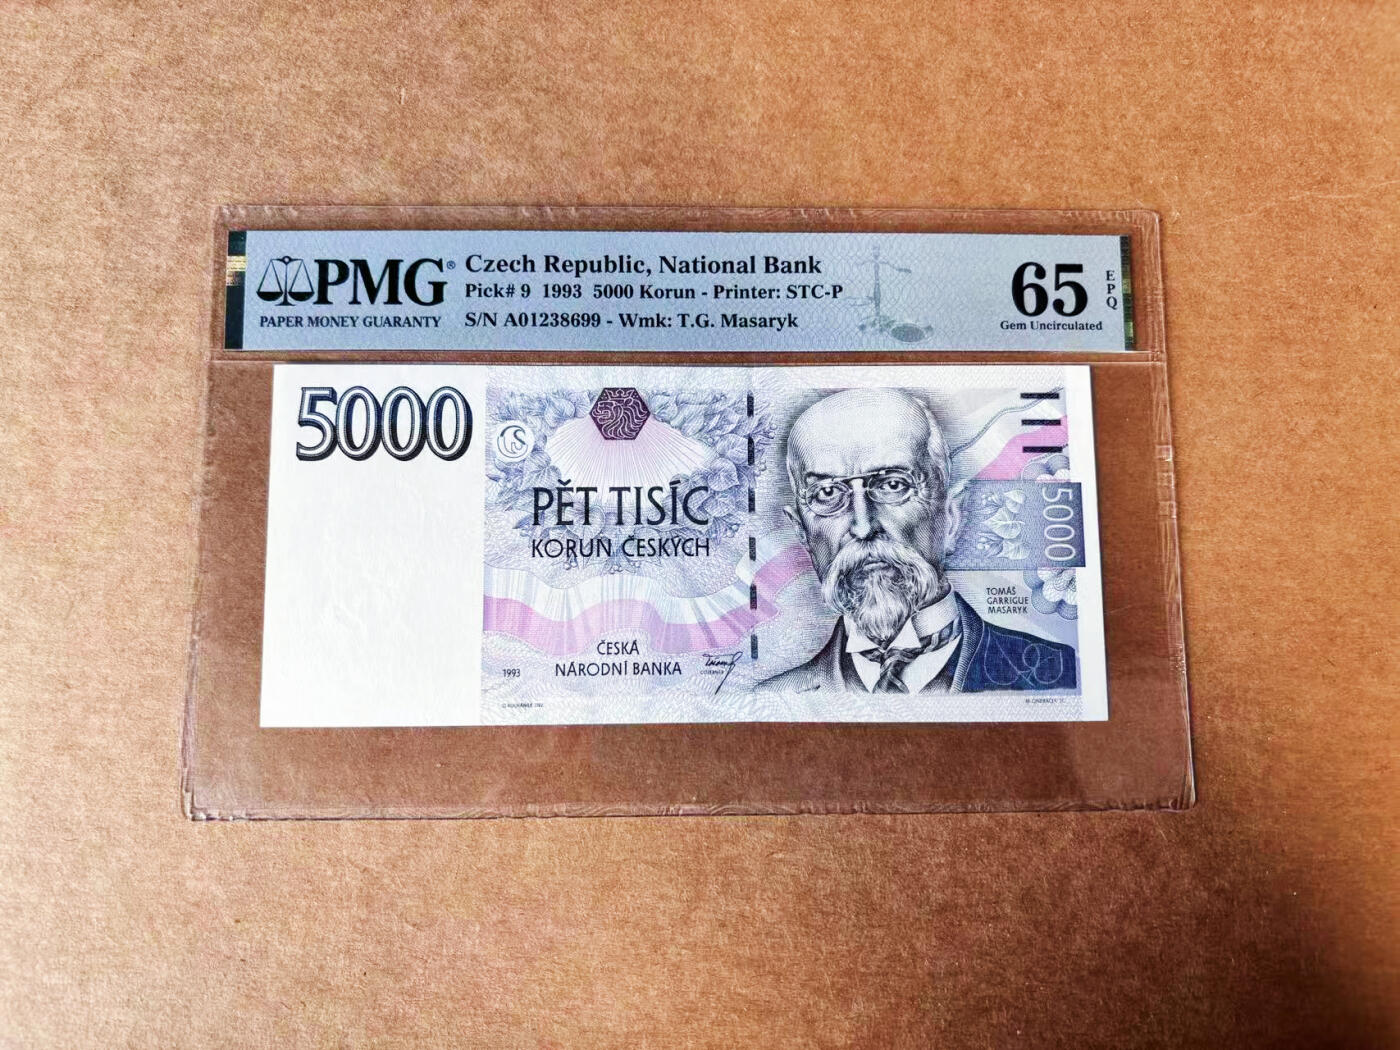 PMG®
PAPER MONEY GUARANTY
Czech Republic, National Bank
Pick# 9 1993 5000 Korun - Printer: STC-P
S/N A01238699 - Wmk: T.G. Masaryk
65
Gem Uncirculated
EPQ
5000
PĚT TISÍC
KORUN ČESKÝCH
ČESKÁ
NÁRODNÍ BANKA
1993
5000
TOMÁŠ
GARRIGUE
MASARYK